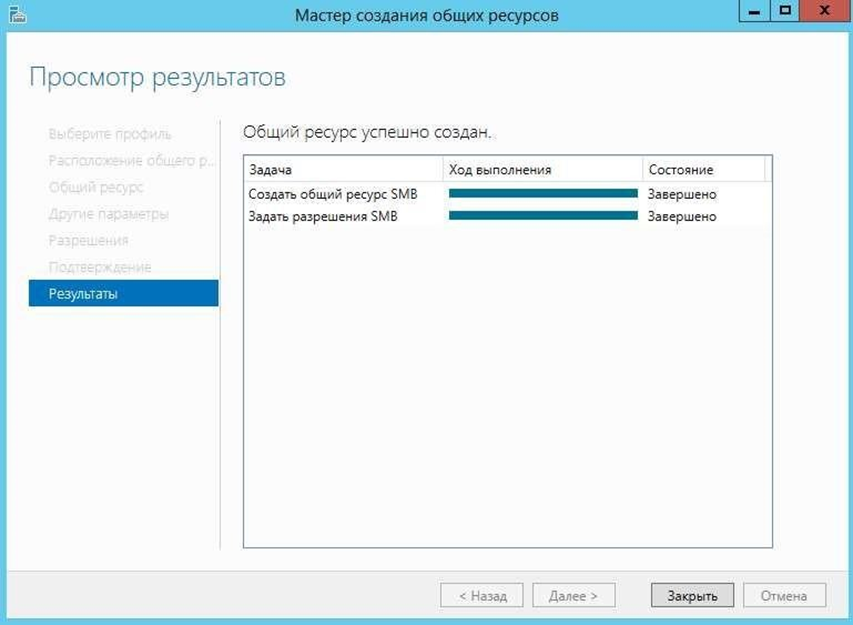 Мастер создания общих ресурсов
Просмотр результатов
Выберите профиль
Расположение общего р...
Общий ресурс
Другие параметры
Разрешения
Подтверждение
Результаты
Общий ресурс успешно создан.
Задача Ход выполнения Состояние
Создать общий ресурс SMB Завершено
Задать разрешения SMB Завершено
< Назад Далее > Закрыть Отмена